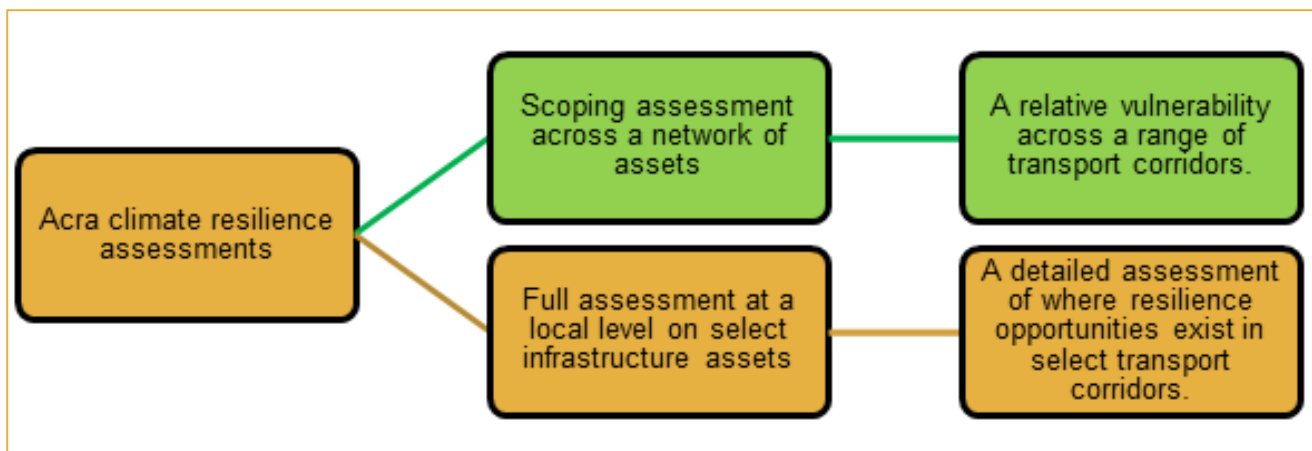 Acra climate resilience
assessments
Scoping assessment
across a network of
assets
A relative vulnerability
across a range of
transport corridors.
Full assessment at a
local level on select
infrastructure assets
A detailed assessment
of where resilience
opportunities exist in
select transport
corridors.